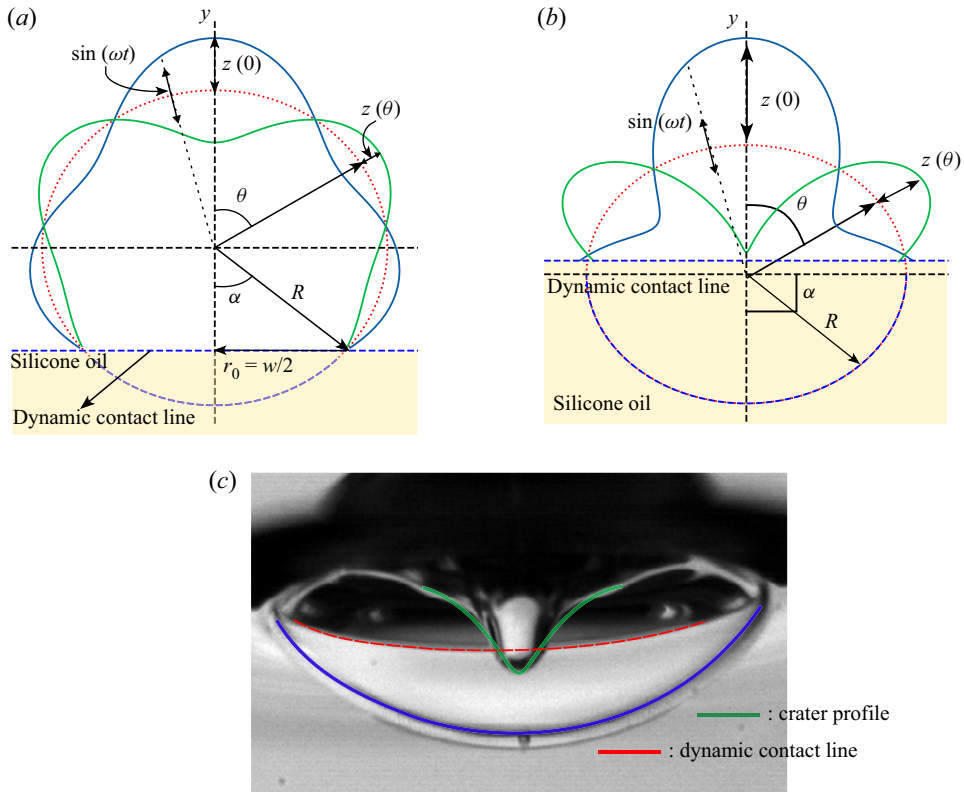 (a)
y
sin (ωt)
z (0)
z (θ)
θ
α
R
Silicone oil
r₀ = w/2
Dynamic contact line
(b)
y
z (0)
sin (ωt)
z (θ)
θ
Dynamic contact line
α
R
Silicone oil
(c)
: crater profile
: dynamic contact line